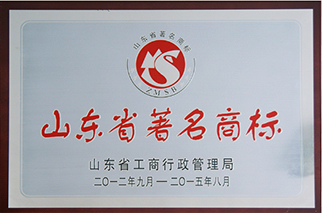 山东省著名商标
ZMSB
山东省著名商标
山东省工商行政管理局
二〇一二年九月—二〇一五年八月